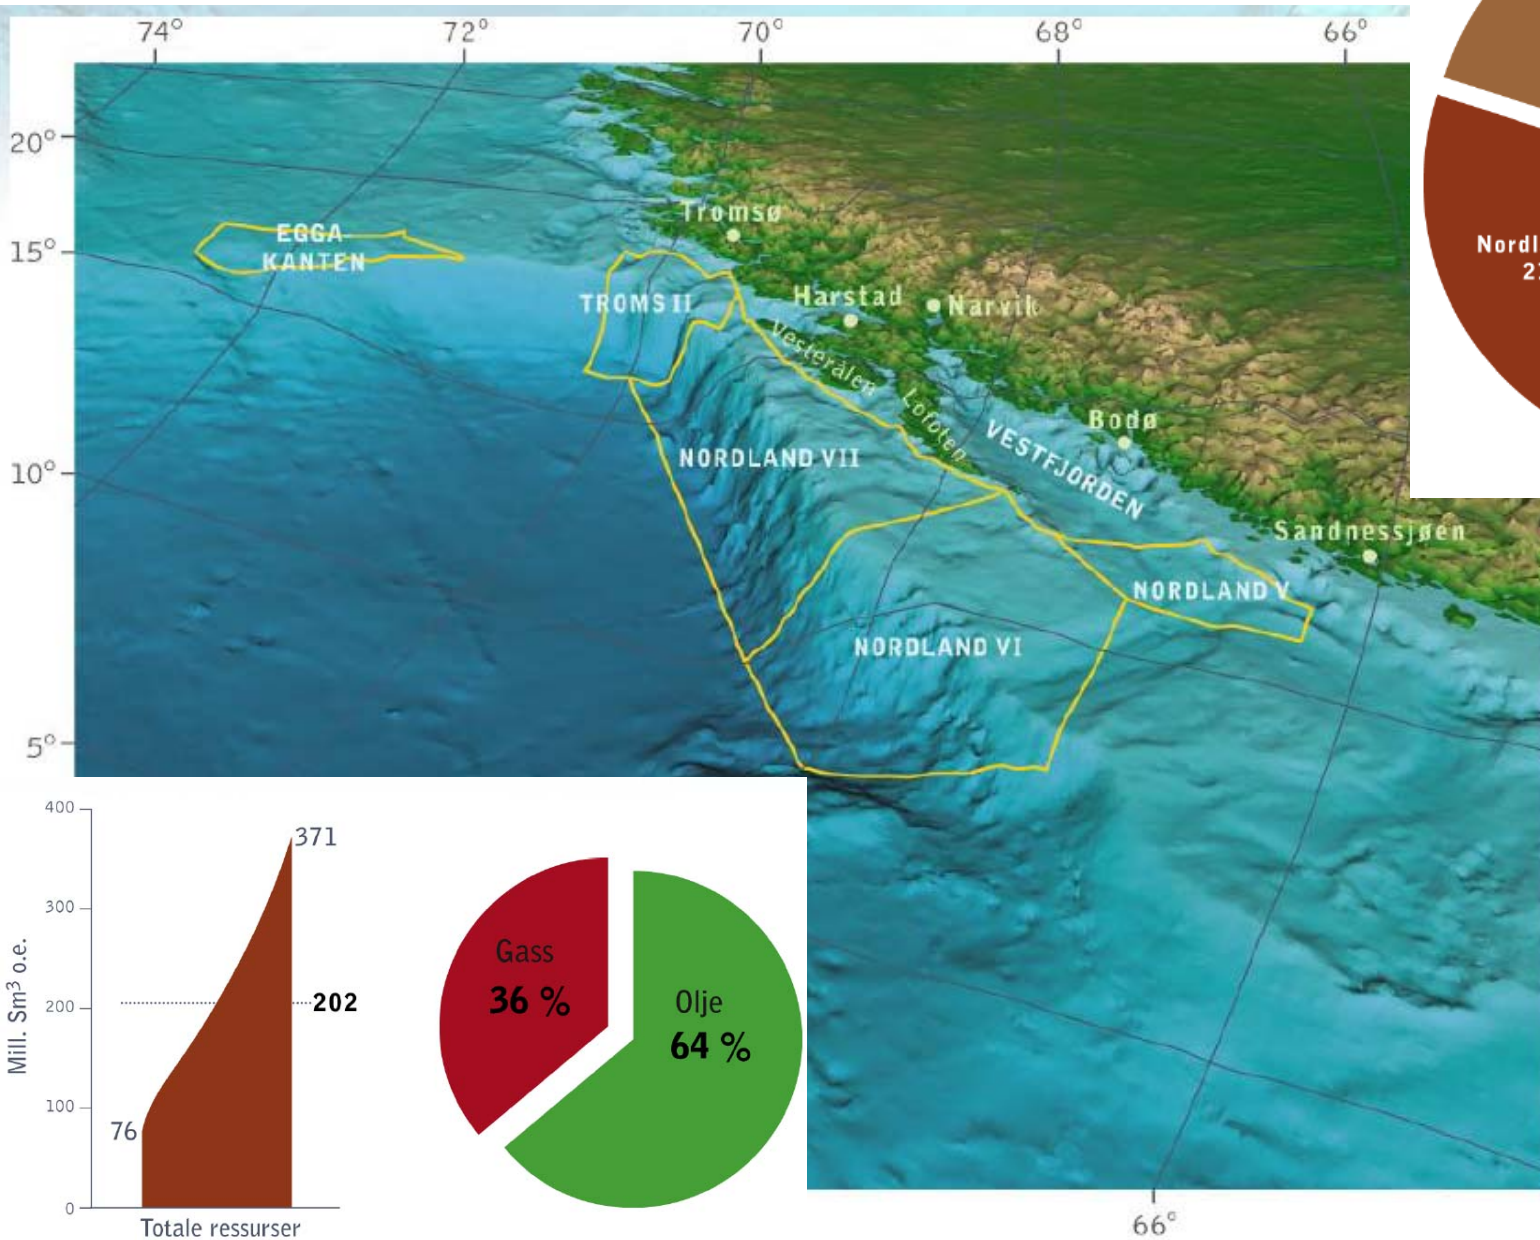 74° 72° 70° 68° 66°
20°
15°
10°
5°
Tromsø
EGGA
KANTEN
TROMS II
Harstad
Narvik
Vesterålen
Lofoten
Bodø
VESTFJORDEN
NORDLAND VII
Sandnessjøen
NORDLAND V
NORDLAND VI
Nordl
2
400
371
300
Mill. Sm³ o.e.
200
202
100
76
0
Totale ressurser
Gass
36 %
Olje
64 %
66°